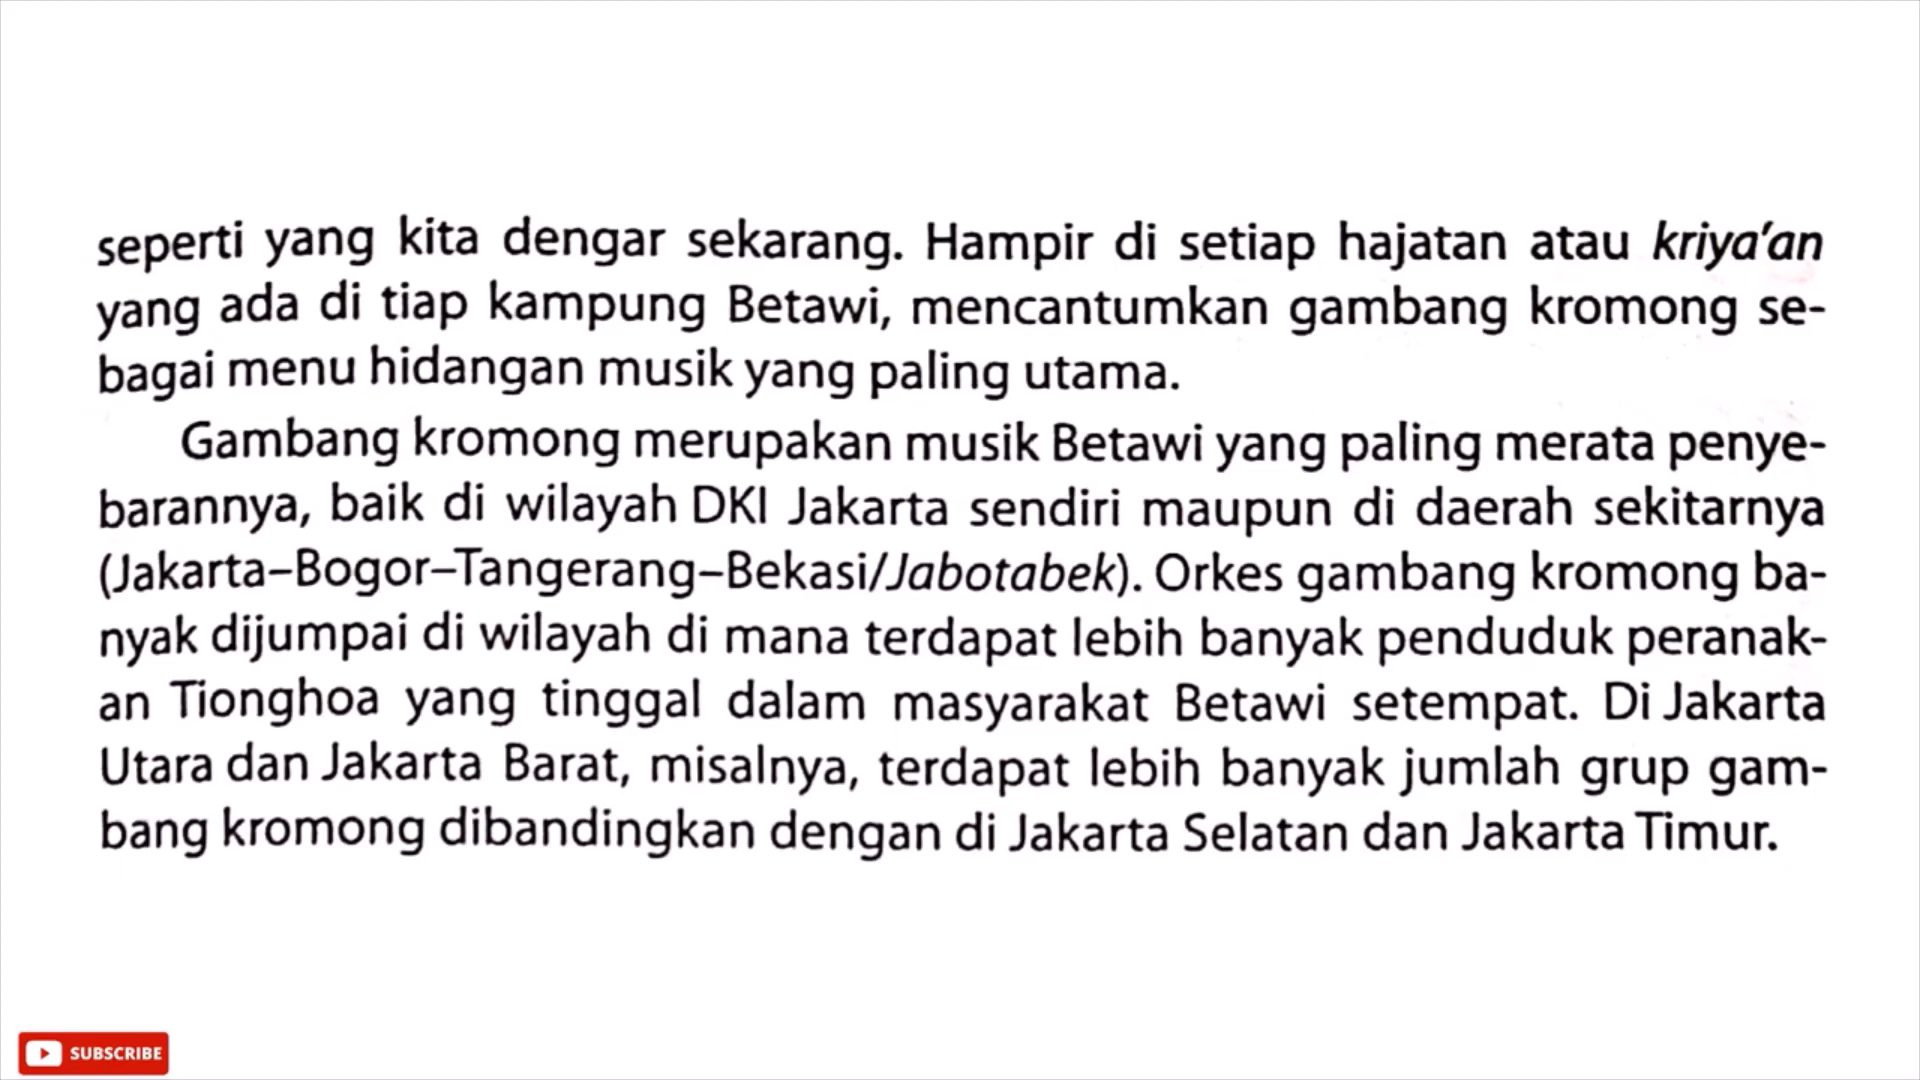 seperti yang kita dengar sekarang. Hampir di setiap hajatan atau kriya'an
yang ada di tiap kampung Betawi, mencantumkan gambang kromong se-
bagai menu hidangan musik yang paling utama.
Gambang kromong merupakan musik Betawi yang paling merata penye-
barannya, baik di wilayah DKI Jakarta sendiri maupun di daerah sekitarnya
(Jakarta–Bogor–Tangerang–Bekasi/Jabotabek). Orkes gambang kromong ba-
nyak dijumpai di wilayah di mana terdapat lebih banyak penduduk peranak-
an Tionghoa yang tinggal dalam masyarakat Betawi setempat. Di Jakarta
Utara dan Jakarta Barat, misalnya, terdapat lebih banyak jumlah grup gam-
bang kromong dibandingkan dengan di Jakarta Selatan dan Jakarta Timur.
SUBSCRIBE